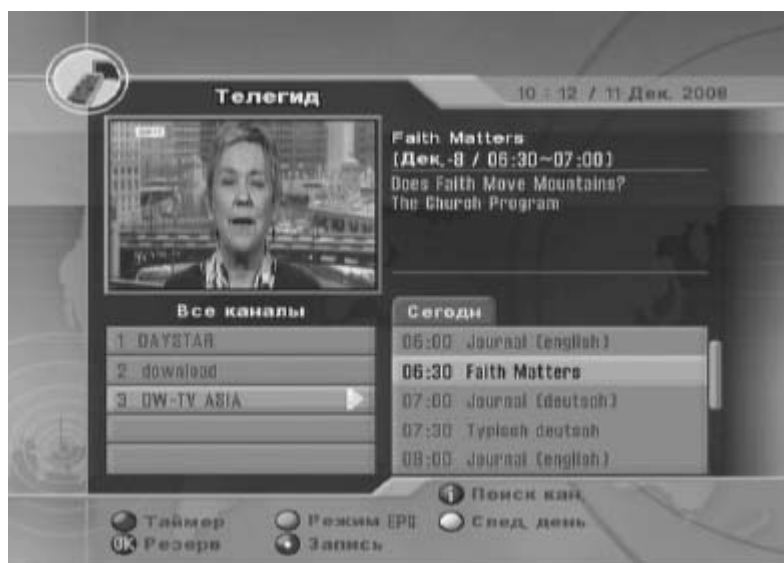 Телегид
10 : 12 / 11 Дек. 2008
Faith Matters
(Дек.-8 / 06:30~07:00)
Does Faith Move Mountains?
The Church Program
Все каналы
Сегодн
1 DAYSTAR
2 download
3 DW-TV ASIA
06:00 Journal (english)
06:30 Faith Matters
07:00 Journal (deutsch)
07:30 Typisch deutsch
08:00 Journal (english)
Поиск кан.
Таймер
Режим EPG
След. день
OK Резерв
Запись